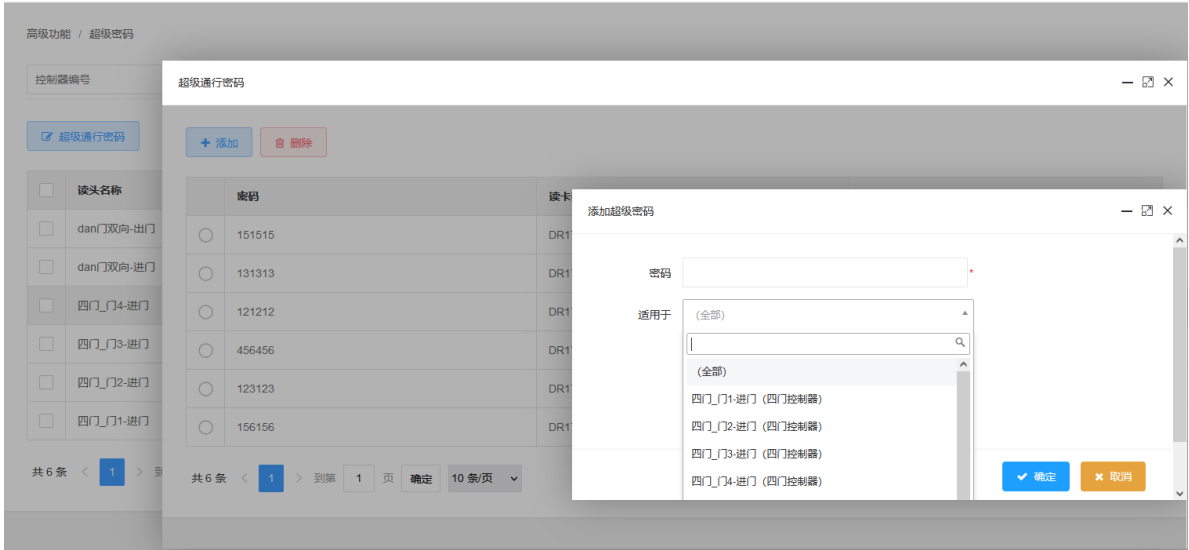 高级功能 / 超级密码
控制器编号
超级通行密码
读头名称
dan门双向-出门
dan门双向-进门
四门_门4-进门
四门_门3-进门
四门_门2-进门
四门_门1-进门
共 6 条 1
超级通行密码
添加 删除
密码
151515 DR1
131313 DR1
121212 DR1
456456 DR1
123123 DR1
156156 DR1
共 6 条 1 到第 1 页 确定 10 条/页
添加超级密码
密码 *
适用于 (全部)
(全部)
四门_门1-进门（四门控制器）
四门_门2-进门（四门控制器）
四门_门3-进门（四门控制器）
四门_门4-进门（四门控制器）
确定 取消